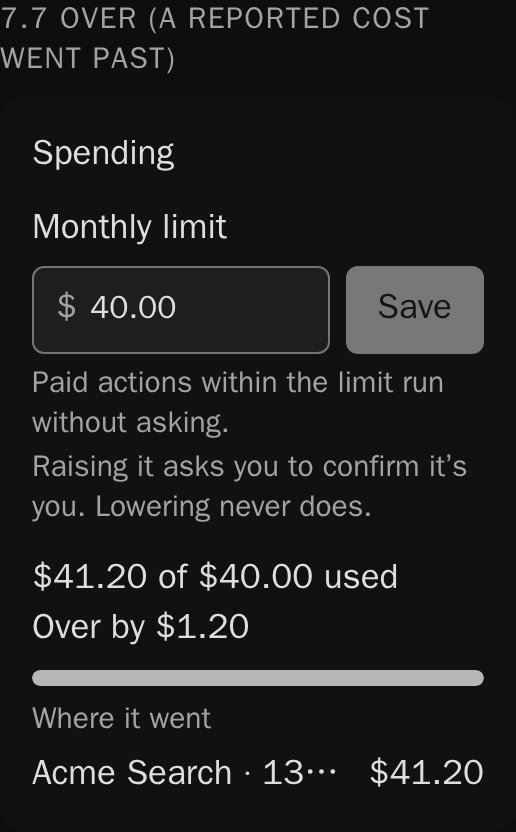 7.7 OVER (A REPORTED COST
WENT PAST)
Spending
Monthly limit
$ 40.00 Save
Paid actions within the limit run
without asking.
Raising it asks you to confirm it’s
you. Lowering never does.
$41.20 of $40.00 used
Over by $1.20
Where it went
Acme Search · 13··· $41.20